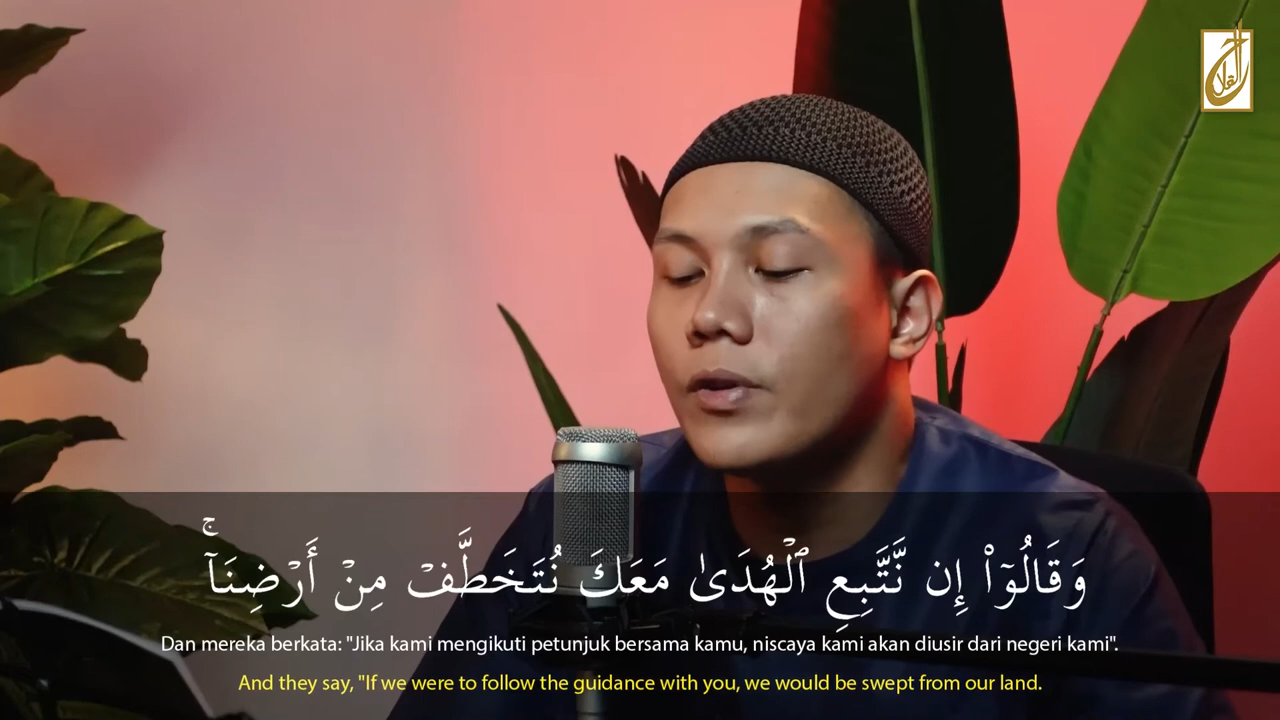 الفلاح
وَقَالُوٓاْ إِن نَّتَّبِعِ ٱلۡهُدَىٰ مَعَكَ نُتَخَطَّفۡ مِنۡ أَرۡضِنَآۚ
Dan mereka berkata: "Jika kami mengikuti petunjuk bersama kamu, niscaya kami akan diusir dari negeri kami".
And they say, "If we were to follow the guidance with you, we would be swept from our land.